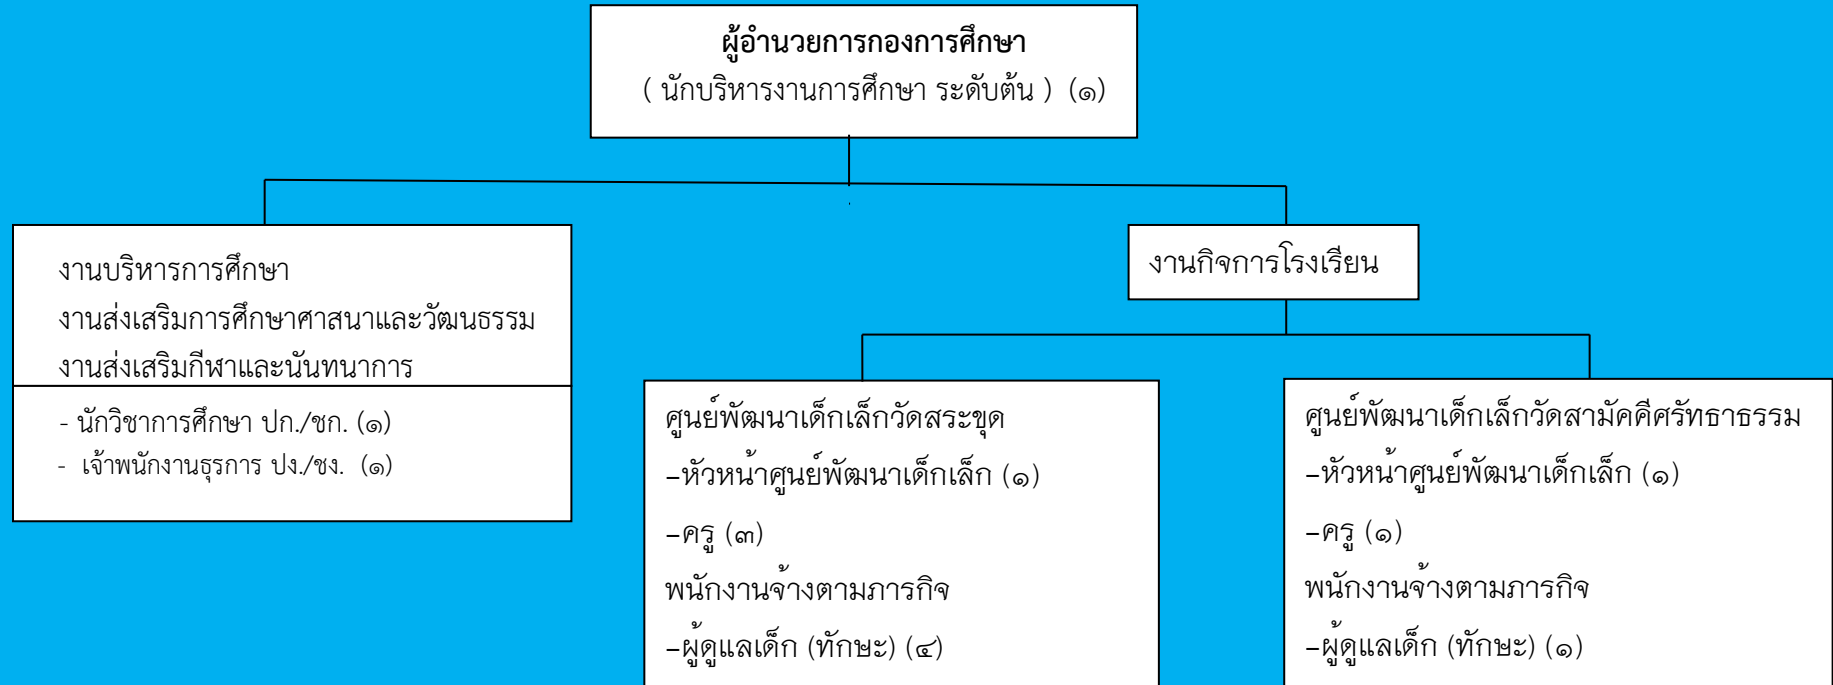 ผู้อำนวยการกองการศึกษา
( นักบริหารงานการศึกษา ระดับต้น ) (๑)
งานบริหารการศึกษา
งานส่งเสริมการศึกษาศาสนาและวัฒนธรรม
งานส่งเสริมกีฬาและนันทนาการ
- นักวิชาการศึกษา ปก./ชก. (๑)
- เจ้าพนักงานธุรการ ปง./ชง. (๑)
งานกิจการโรงเรียน
ศูนย์พัฒนาเด็กเล็กวัดสระขุด
–หัวหน้าศูนย์พัฒนาเด็กเล็ก (๑)
–ครู (๓)
พนักงานจ้างตามภารกิจ
–ผู้ดูแลเด็ก (ทักษะ) (๔)
ศูนย์พัฒนาเด็กเล็กวัดสามัคคีศรัทธาธรรม
–หัวหน้าศูนย์พัฒนาเด็กเล็ก (๑)
–ครู (๑)
พนักงานจ้างตามภารกิจ
–ผู้ดูแลเด็ก (ทักษะ) (๑)